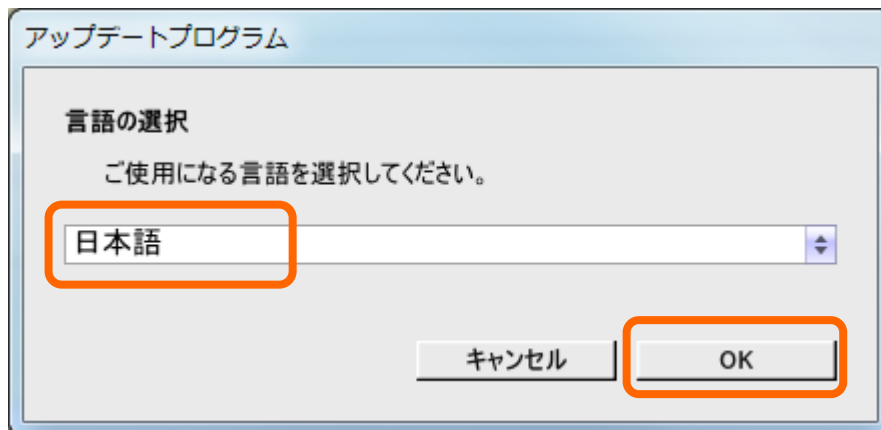 アップデートプログラム
言語の選択
ご使用になる言語を選択してください。
日本語
キャンセル
OK